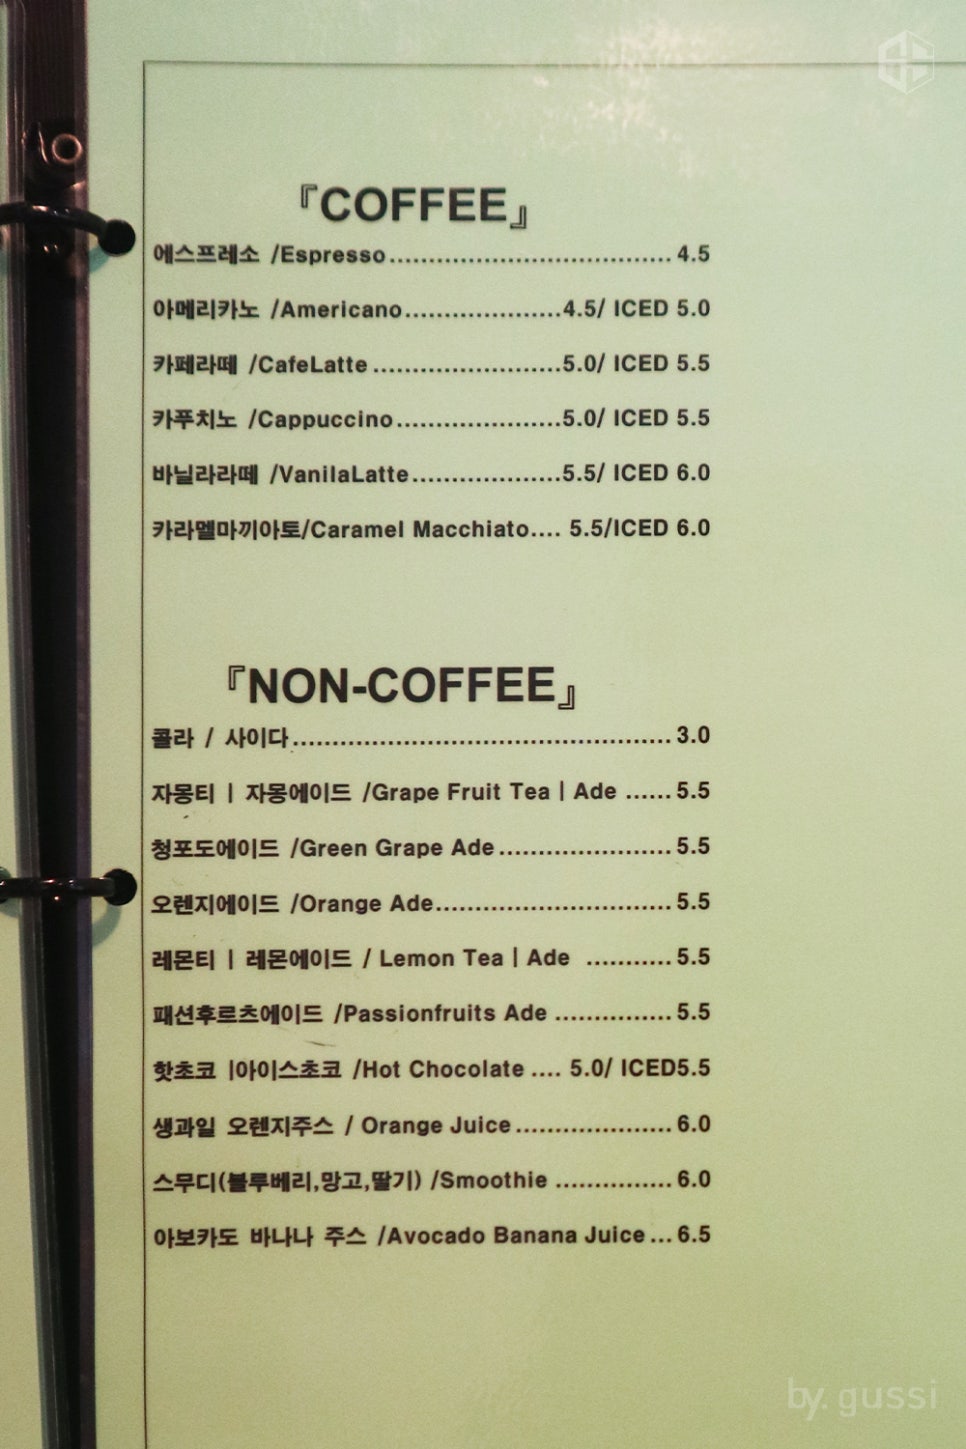 『COFFEE』
에스프레소 /Espresso.................................... 4.5
아메리카노 /Americano....................4.5/ ICED 5.0
카페라떼 /CafeLatte ........................5.0/ ICED 5.5
카푸치노 /Cappuccino.....................5.0/ ICED 5.5
바닐라라떼 /VanilaLatte...................5.5/ ICED 6.0
카라멜마끼아토/Caramel Macchiato.... 5.5/ICED 6.0
『NON-COFFEE』
콜라 / 사이다................................................ 3.0
자몽티 | 자몽에이드 /Grape Fruit Tea | Ade ...... 5.5
청포도에이드 /Green Grape Ade...................... 5.5
오렌지에이드 /Orange Ade.............................. 5.5
레몬티 | 레몬에이드 / Lemon Tea | Ade ........... 5.5
패션후르츠에이드 /Passionfruits Ade ............... 5.5
핫초코 |아이스초코 /Hot Chocolate .... 5.0/ ICED5.5
생과일 오렌지주스 / Orange Juice.................... 6.0
스무디(블루베리,망고,딸기) /Smoothie ............... 6.0
아보카도 바나나 주스 /Avocado Banana Juice... 6.5
by. gussi